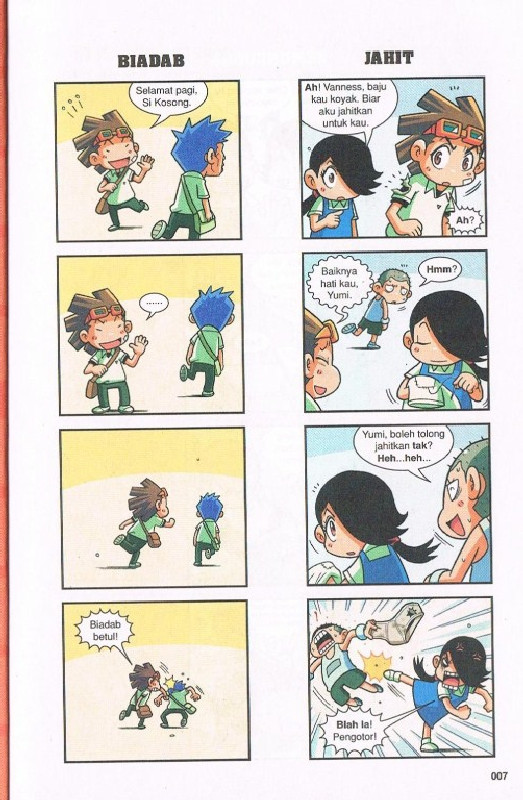 BIADAB
Selamat pagi,
Si Kosong.
.......
Biadab
betul!
JAHIT
Ah! Vanness, baju
kau koyak. Biar
aku jahitkan
untuk kau.
Ah?
Baiknya
hati kau,
Yumi.
Hmm?
Yumi, boleh tolong
jahitkan tak?
Heh...heh...
Blah la!
Pengotor!
007